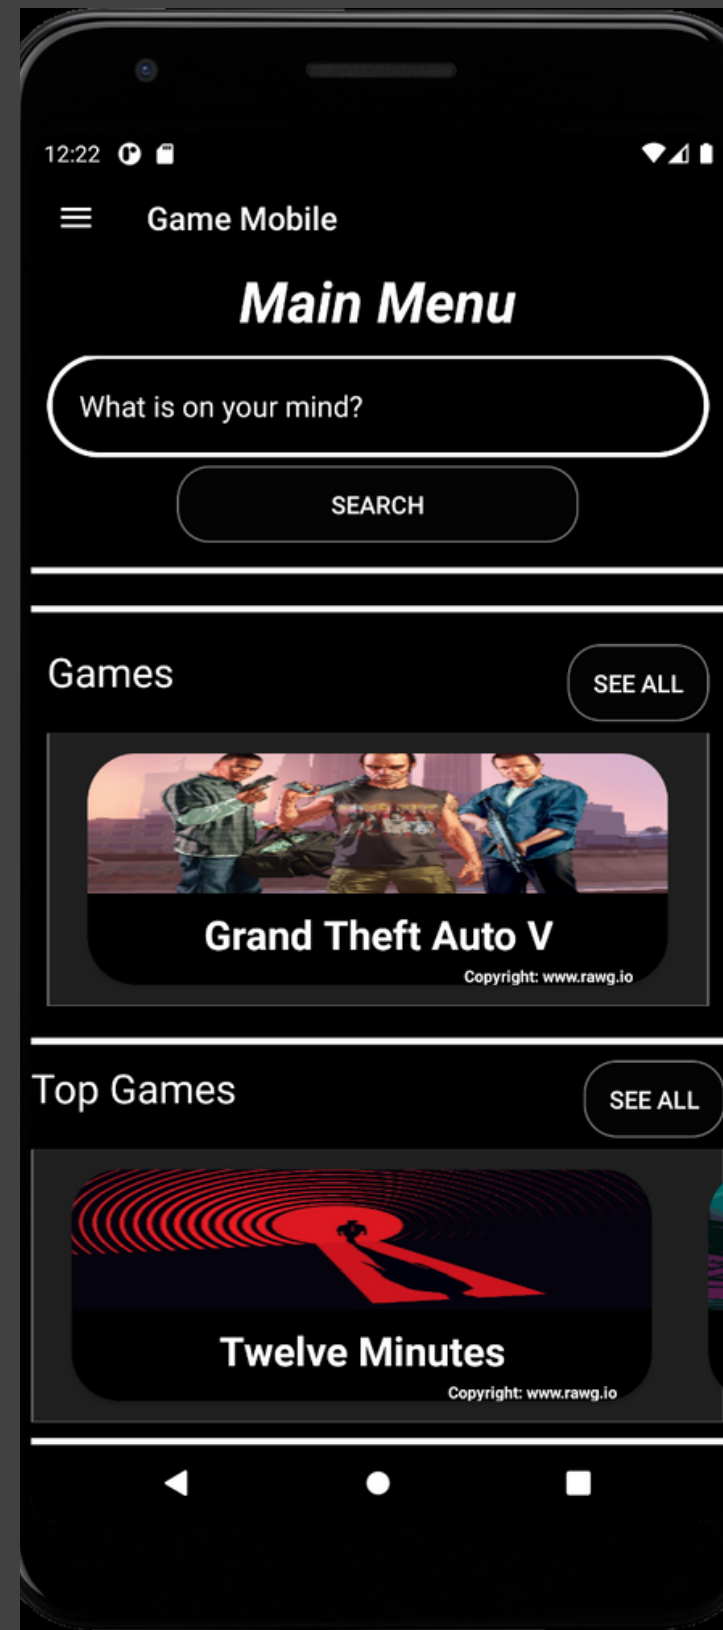 12:22
Game Mobile
Main Menu
What is on your mind?
SEARCH
Games
SEE ALL
Grand Theft Auto V
Copyright: www.rawg.io
Top Games
SEE ALL
Twelve Minutes
Copyright: www.rawg.io